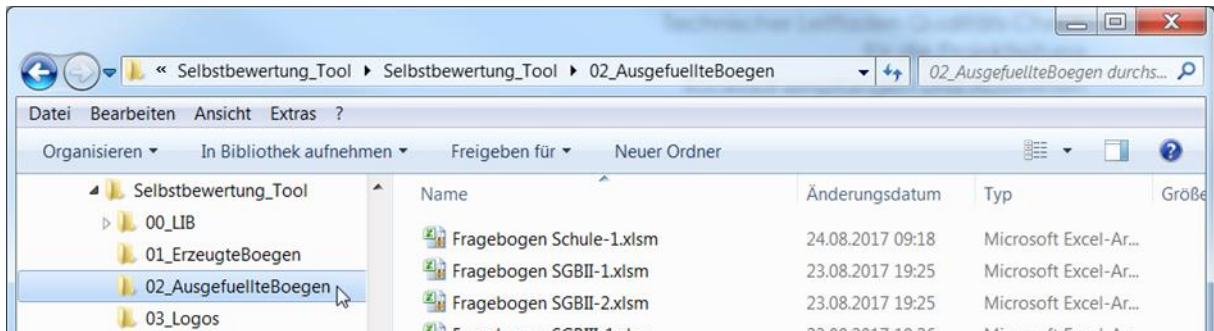 « Selbstbewertung_Tool ▸ Selbstbewertung_Tool ▸ 02_AusgefuellteBoegen
02_AusgefuellteBoegen durchs...
Datei Bearbeiten Ansicht Extras ?
Organisieren In Bibliothek aufnehmen Freigeben für Neuer Ordner
Selbstbewertung_Tool
00_LIB
01_ErzeugteBoegen
02_AusgefuellteBoegen
03_Logos
Name Änderungsdatum Typ Größe
Fragebogen Schule-1.xlsm 24.08.2017 09:18 Microsoft Excel-Ar...
Fragebogen SGBII-1.xlsm 23.08.2017 19:25 Microsoft Excel-Ar...
Fragebogen SGBII-2.xlsm 23.08.2017 19:25 Microsoft Excel-Ar...